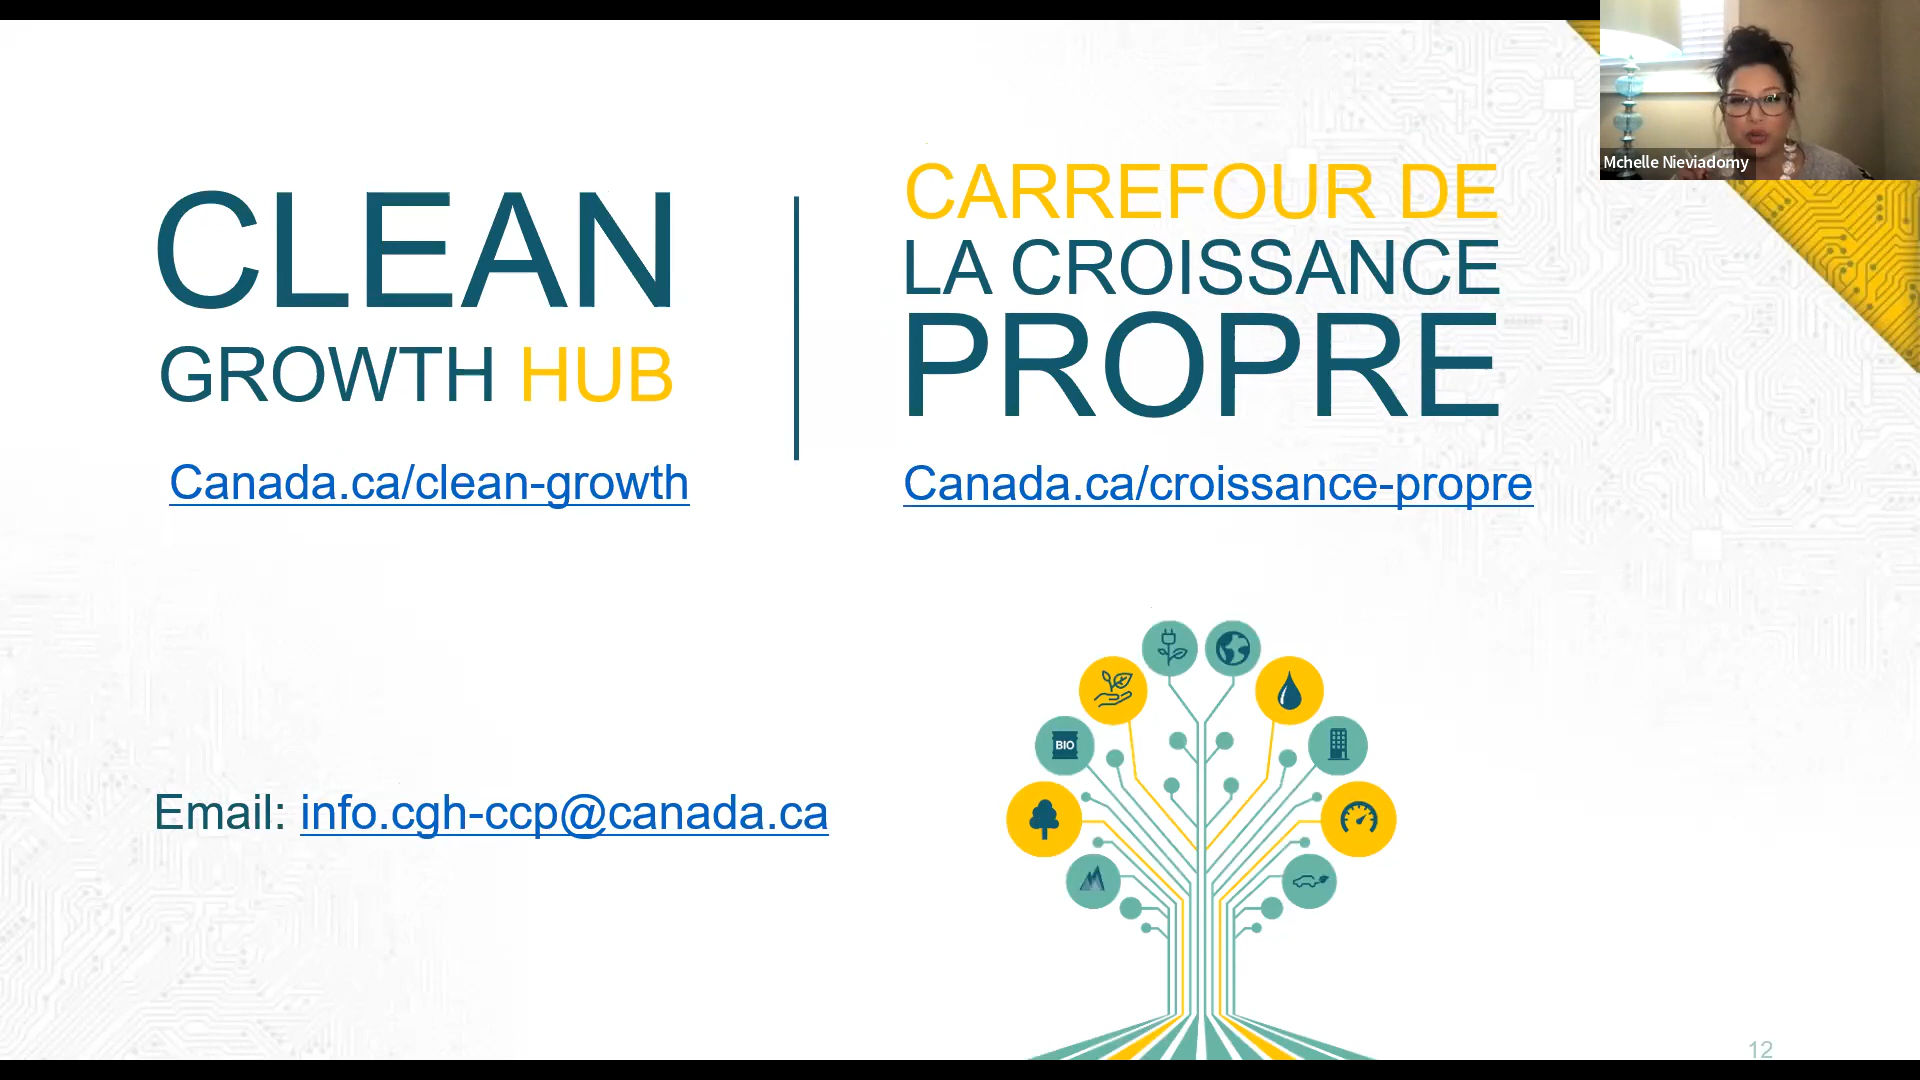 CLEAN
GROWTH HUB
Canada.ca/clean-growth
CARREFOUR DE
LA CROISSANCE
PROPRE
Canada.ca/croissance-propre
Mchelle Nieviadomy
Email: info.cgh-ccp@canada.ca
BIO
12